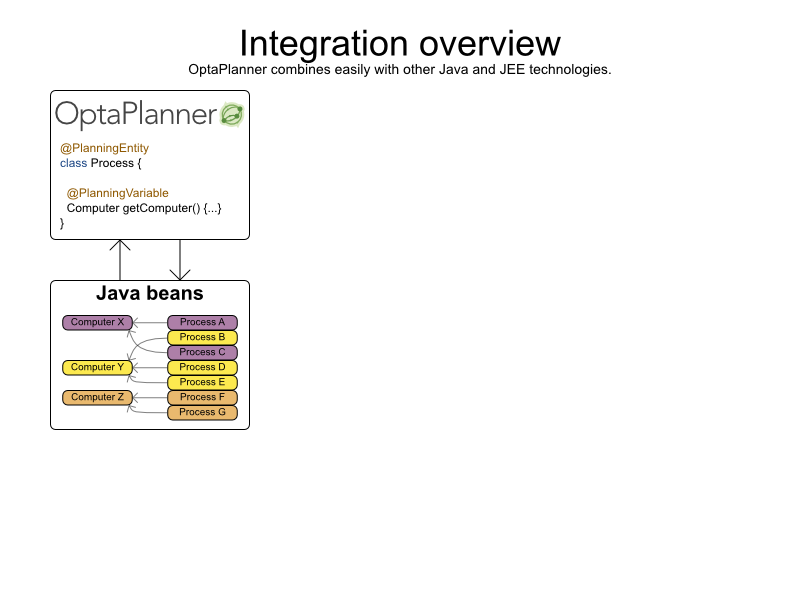 Integration overview
OptaPlanner combines easily with other Java and JEE technologies.
OptaPlanner
@PlanningEntity
class Process {
@PlanningVariable
Computer getComputer() {...}
}
Java beans
Computer X
Process A
Process B
Process C
Computer Y
Process D
Process E
Computer Z
Process F
Process G